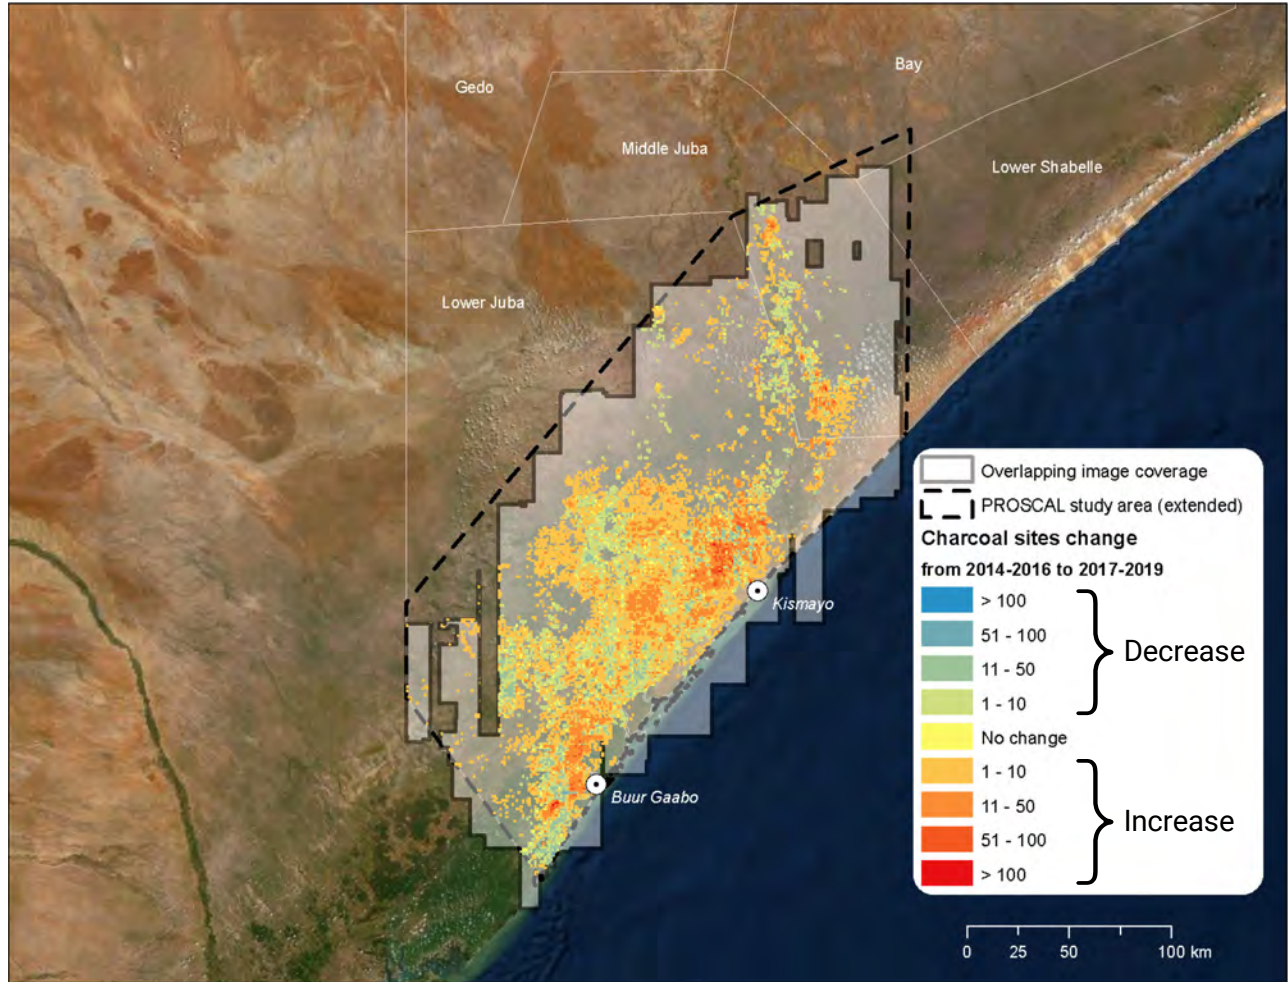 Bay
Gedo
Middle Juba
Lower Shabelle
Lower Juba
Kismayo
Buur Gaabo
Overlapping image coverage
PROSCAL study area (extended)
Charcoal sites change
from 2014-2016 to 2017-2019
> 100
51 - 100
11 - 50
1 - 10
Decrease
No change
1 - 10
11 - 50
51 - 100
> 100
Increase
0 25 50 100 km